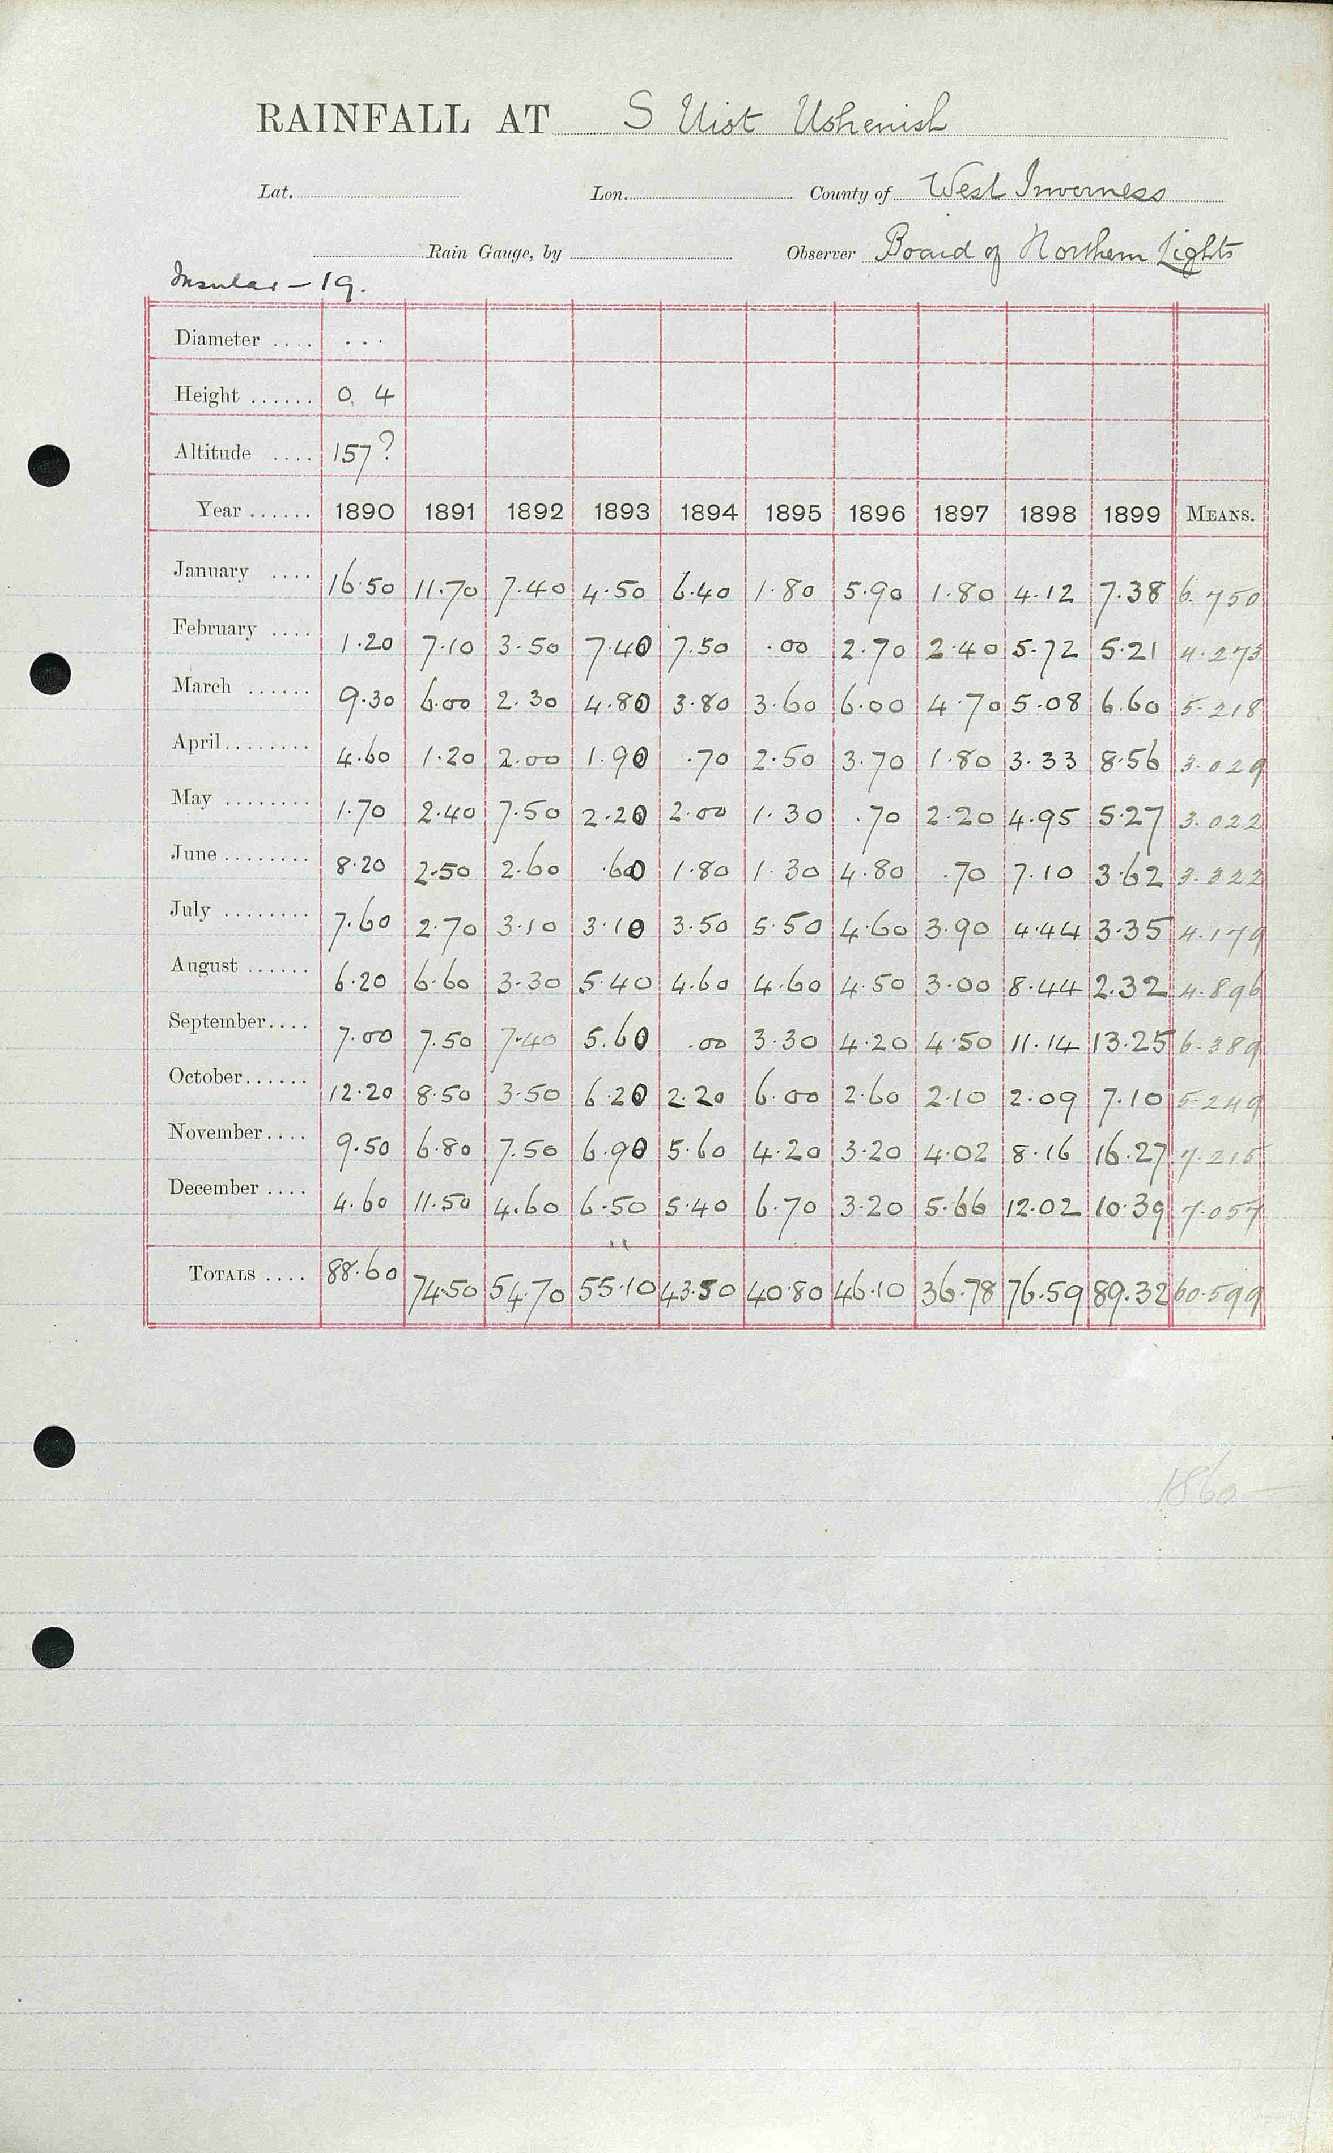 RAINFALL AT S Uist Ushenish
Lat. Lon. County of West Inverness
Rain Gauge, by Observer Board of Northern Lights
Insular - 19.
Diameter .... ...
Height ...... 0. 4
Altitude .... 157?
Year ...... 1890 1891 1892 1893 1894 1895 1896 1897 1898 1899 MEANS.
January .... 16.50 11.70 7.40 4.50 6.40 1.80 5.90 1.80 4.12 7.38 6.750
February .... 1.20 7.10 3.50 7.40 7.50 .00 2.70 2.40 5.72 5.21 4.273
March ...... 9.30 6.00 2.30 4.80 3.80 3.60 6.00 4.70 5.08 6.60 5.218
April........ 4.60 1.20 2.00 1.90 .70 2.50 3.70 1.80 3.33 8.56 3.029
May ........ 1.70 2.40 7.50 2.20 2.00 1.30 .70 2.20 4.95 5.27 3.022
June ........ 8.20 2.50 2.60 .60 1.80 1.30 4.80 .70 7.10 3.62 3.322
July ........ 7.60 2.70 3.10 3.10 3.50 5.50 4.60 3.90 4.44 3.35 4.179
August ...... 6.20 6.60 3.30 5.40 4.60 4.60 4.50 3.00 8.44 2.32 4.896
September.... 7.00 7.50 7.40 5.60 .00 3.30 4.20 4.50 11.14 13.25 6.389
October...... 12.20 8.50 3.50 6.20 2.20 6.00 2.60 2.10 2.09 7.10 5.249
November.... 9.50 6.80 7.50 6.90 5.60 4.20 3.20 4.02 8.16 16.27 7.215
December .... 4.60 11.50 4.60 6.50 5.40 6.70 3.20 5.66 12.02 10.39 7.057
TOTALS .... 88.60 74.50 54.70 55.10 43.50 40.80 46.10 36.78 76.59 89.32 60.599
1860